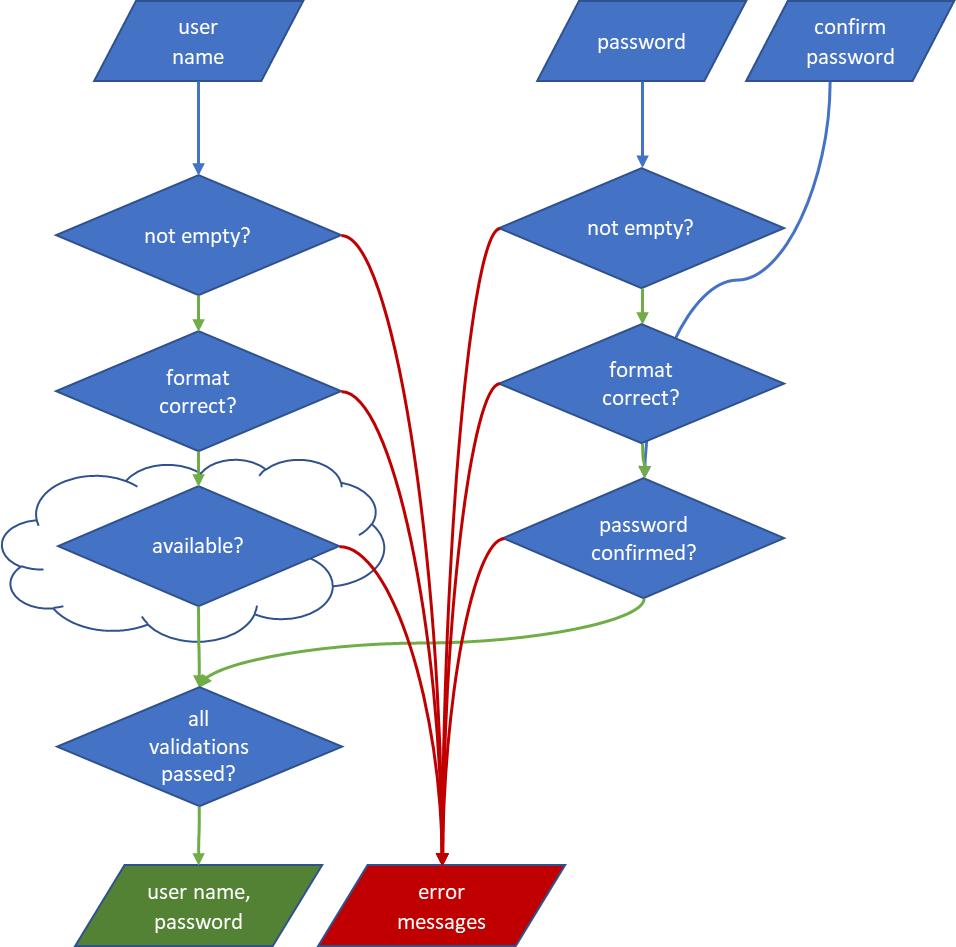 user
name
password
confirm
password
not empty?
not empty?
format
correct?
format
correct?
available?
password
confirmed?
all
validations
passed?
user name,
password
error
messages